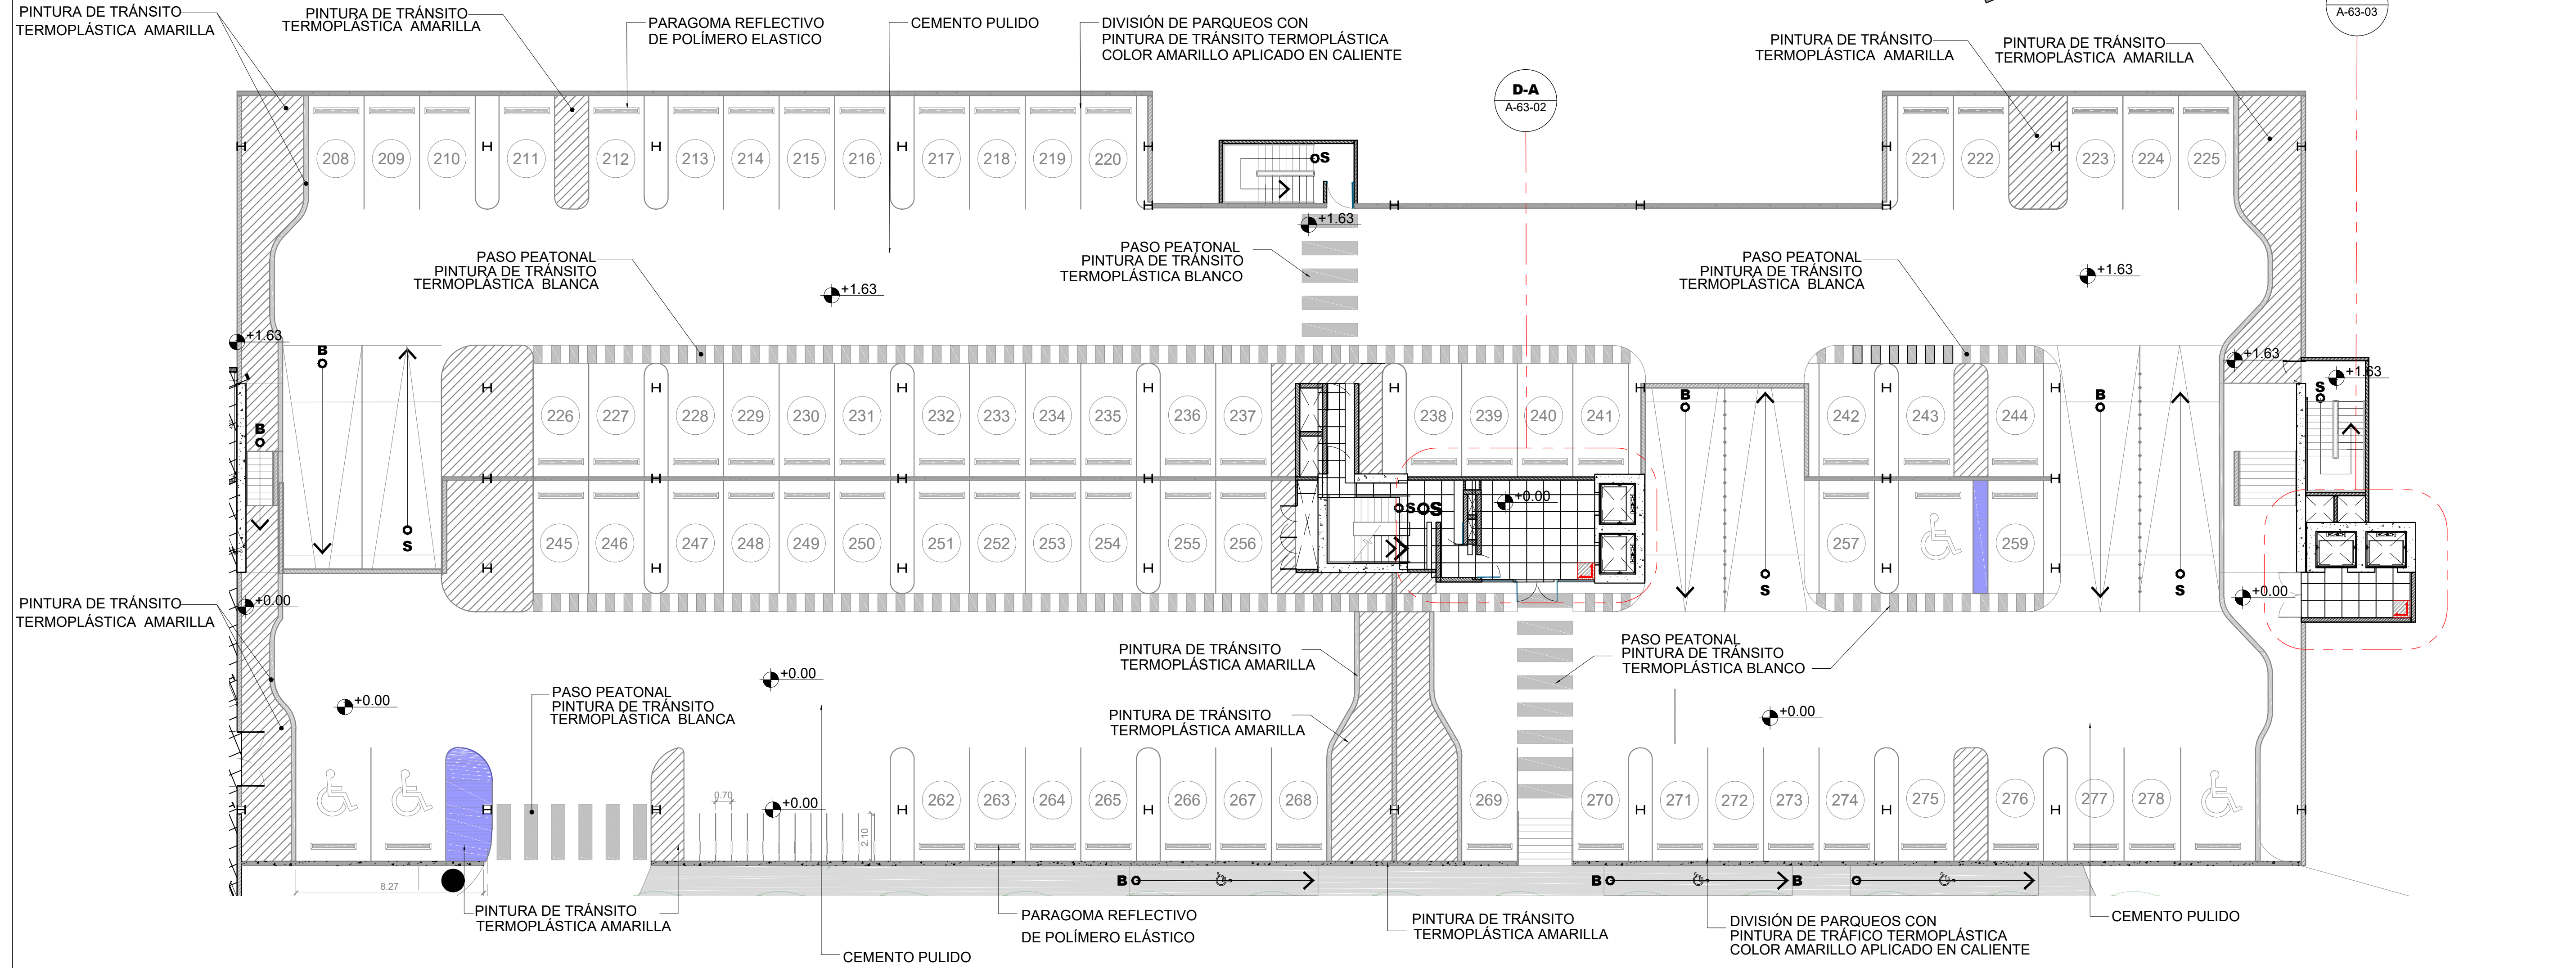 PINTURA DE TRÁNSITO
TERMOPLÁSTICA  AMARILLA
PINTURA DE TRÁNSITO
TERMOPLÁSTICA  AMARILLA
PARAGOMA REFLECTIVO
DE POLÍMERO ELASTICO
CEMENTO PULIDO
DIVISIÓN DE PARQUEOS CON
PINTURA DE TRÁNSITO TERMOPLÁSTICA
COLOR AMARILLO APLICADO EN CALIENTE
D-A
A-63-02
PINTURA DE TRÁNSITO
TERMOPLÁSTICA  AMARILLA
PINTURA DE TRÁNSITO
TERMOPLÁSTICA  AMARILLA
A-63-03
208 209 210 211 212 213 214 215 216 217 218 219 220
S
221 222 223 224 225
+1.63
PASO PEATONAL
PINTURA DE TRÁNSITO
TERMOPLÁSTICA  BLANCA
+1.63
PASO PEATONAL
PINTURA DE TRÁNSITO
TERMOPLÁSTICA BLANCO
PASO PEATONAL
PINTURA DE TRÁNSITO
TERMOPLÁSTICA  BLANCA
+1.63
+1.63
B
+1.63
+1.63
S
B
B
B
226 227 228 229 230 231 232 233 234 235 236 237 238 239 240 241 242 243 244
+0.00
S
S
245 246 247 248 249 250 251 252 253 254 255 256 257 259
S
S
S
+0.00
+0.00
PINTURA DE TRÁNSITO
TERMOPLÁSTICA  AMARILLA
+0.00
+0.00
PASO PEATONAL
PINTURA DE TRÁNSITO
TERMOPLÁSTICA  BLANCA
PINTURA DE TRÁNSITO
TERMOPLÁSTICA AMARILLA
PINTURA DE TRÁNSITO
TERMOPLÁSTICA AMARILLA
PASO PEATONAL
PINTURA DE TRÁNSITO
TERMOPLÁSTICA BLANCO
+0.00
0.70
+0.00
2.10
262 263 264 265 266 267 268 269 270 271 272 273 274 275 276 277 278
8.27
B
B
B
PINTURA DE TRÁNSITO
TERMOPLÁSTICA AMARILLA
CEMENTO PULIDO
PARAGOMA REFLECTIVO
DE POLÍMERO ELÁSTICO
PINTURA DE TRÁNSITO
TERMOPLÁSTICA AMARILLA
DIVISIÓN DE PARQUEOS CON
PINTURA DE TRÁFICO TERMOPLÁSTICA
COLOR AMARILLO APLICADO EN CALIENTE
CEMENTO PULIDO